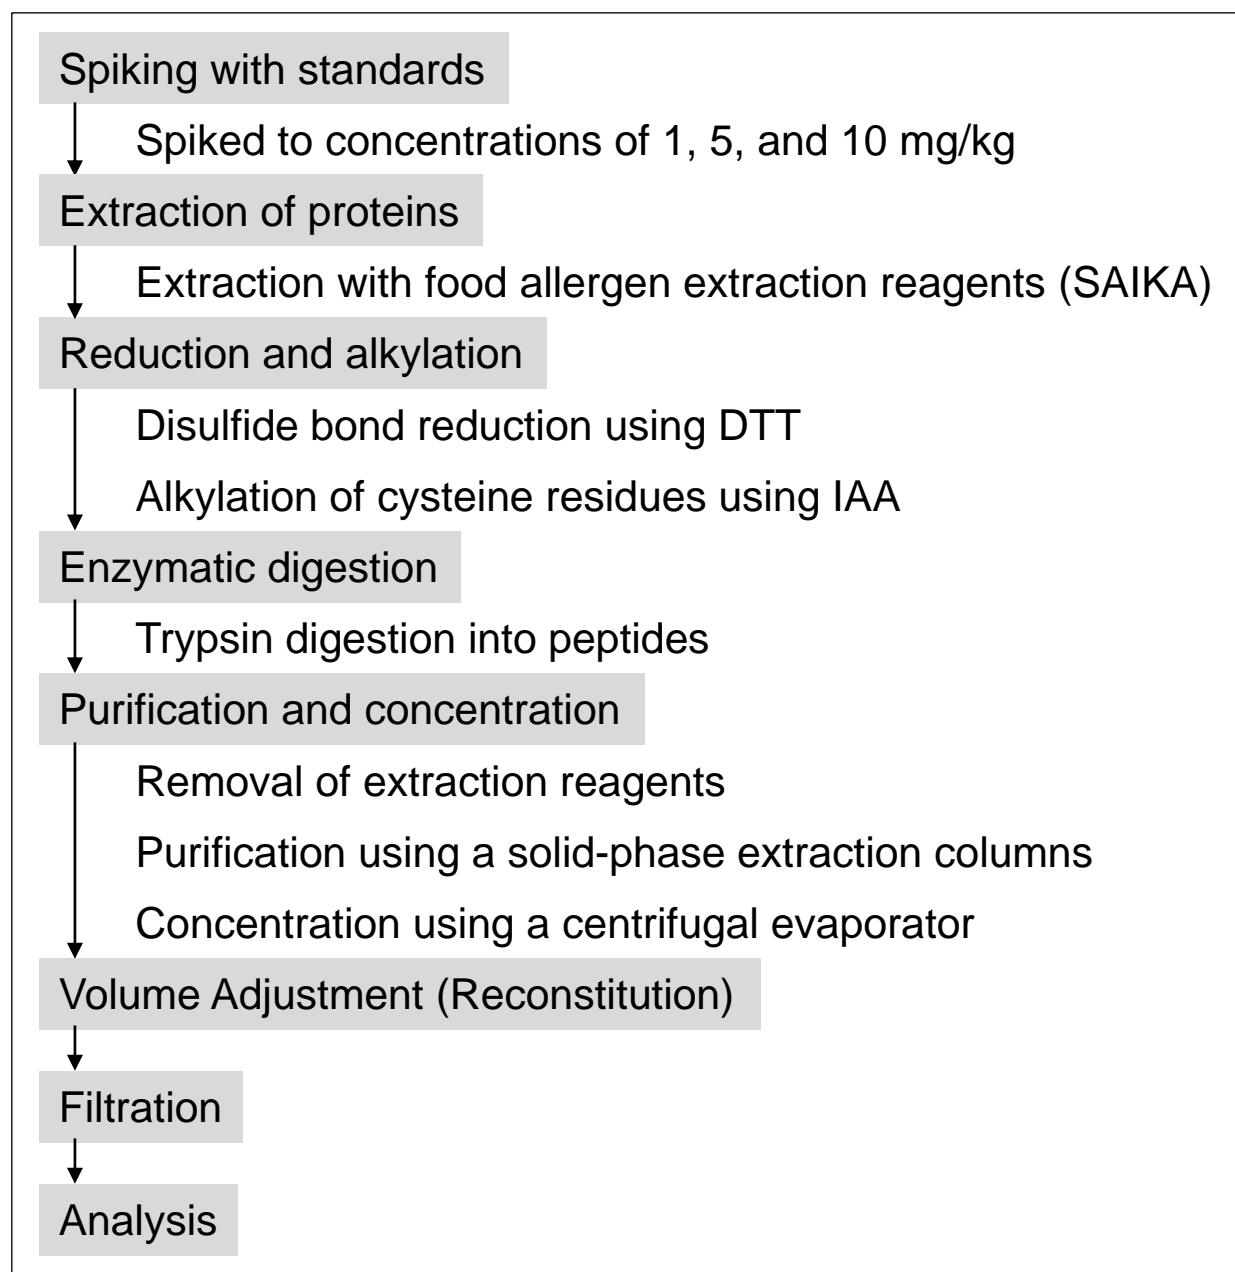 Spiking with standards
Spiked to concentrations of 1, 5, and 10 mg/kg
Extraction of proteins
Extraction with food allergen extraction reagents (SAIKA)
Reduction and alkylation
Disulfide bond reduction using DTT
Alkylation of cysteine residues using IAA
Enzymatic digestion
Trypsin digestion into peptides
Purification and concentration
Removal of extraction reagents
Purification using a solid-phase extraction columns
Concentration using a centrifugal evaporator
Volume Adjustment (Reconstitution)
Filtration
Analysis